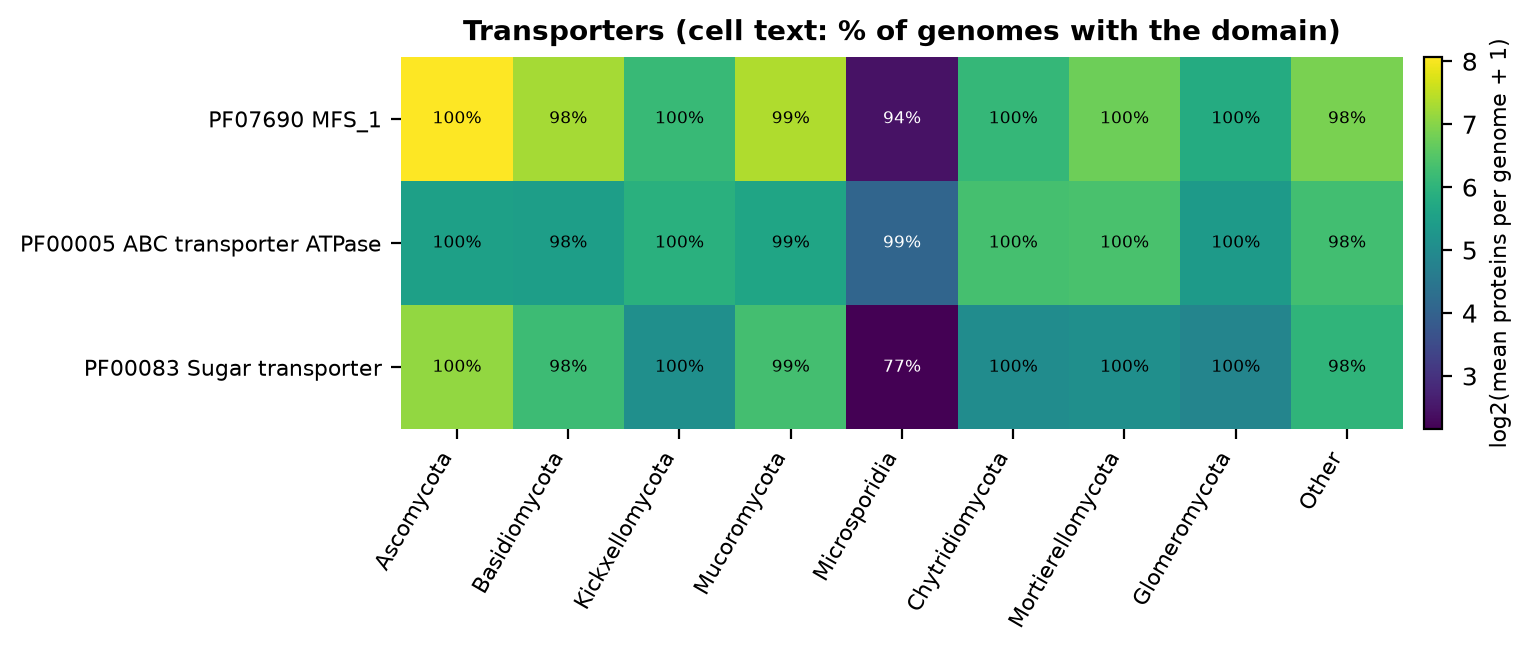 Transporters (cell text: % of genomes with the domain)
PF07690 MFS_1 100% 98% 100% 99% 94% 100% 100% 100% 98%
PF00005 ABC transporter ATPase 100% 98% 100% 99% 99% 100% 100% 100% 98%
PF00083 Sugar transporter 100% 98% 100% 99% 77% 100% 100% 100% 98%
Ascomycota
Basidiomycota
Kickxellomycota
Mucoromycota
Microsporidia
Chytridiomycota
Mortierellomycota
Glomeromycota
Other
8
7
6
5
4
3
log2(mean proteins per genome + 1)